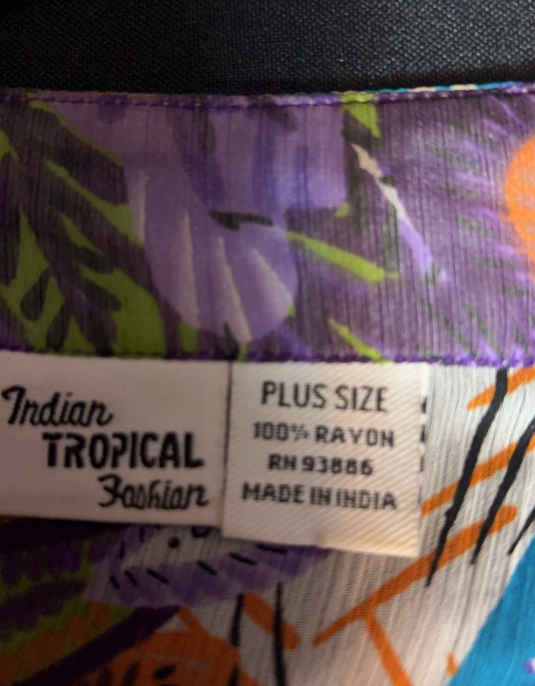 Indian
TROPICAL
Fashion
PLUS SIZE
100% RAYON
RN 93886
MADE IN INDIA